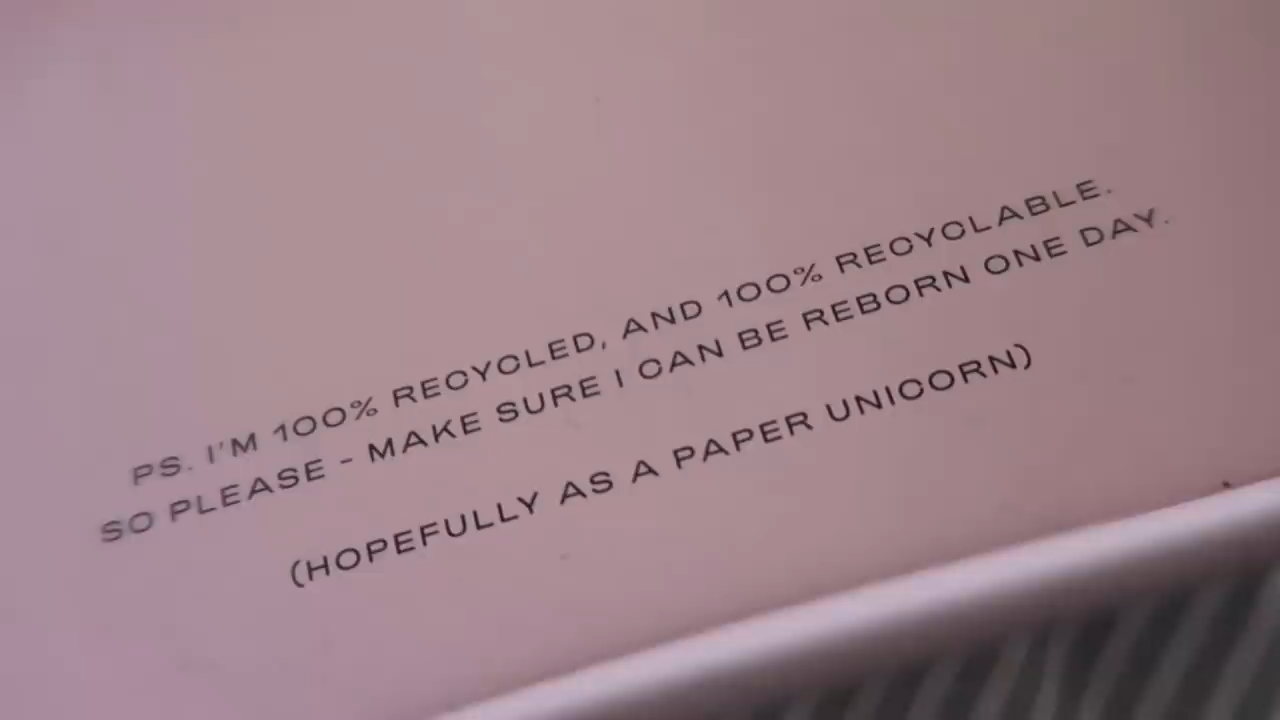 PS. I'M 100% RECYCLED, AND 100% RECYCLABLE.
SO PLEASE - MAKE SURE I CAN BE REBORN ONE DAY.
(HOPEFULLY AS A PAPER UNICORN)